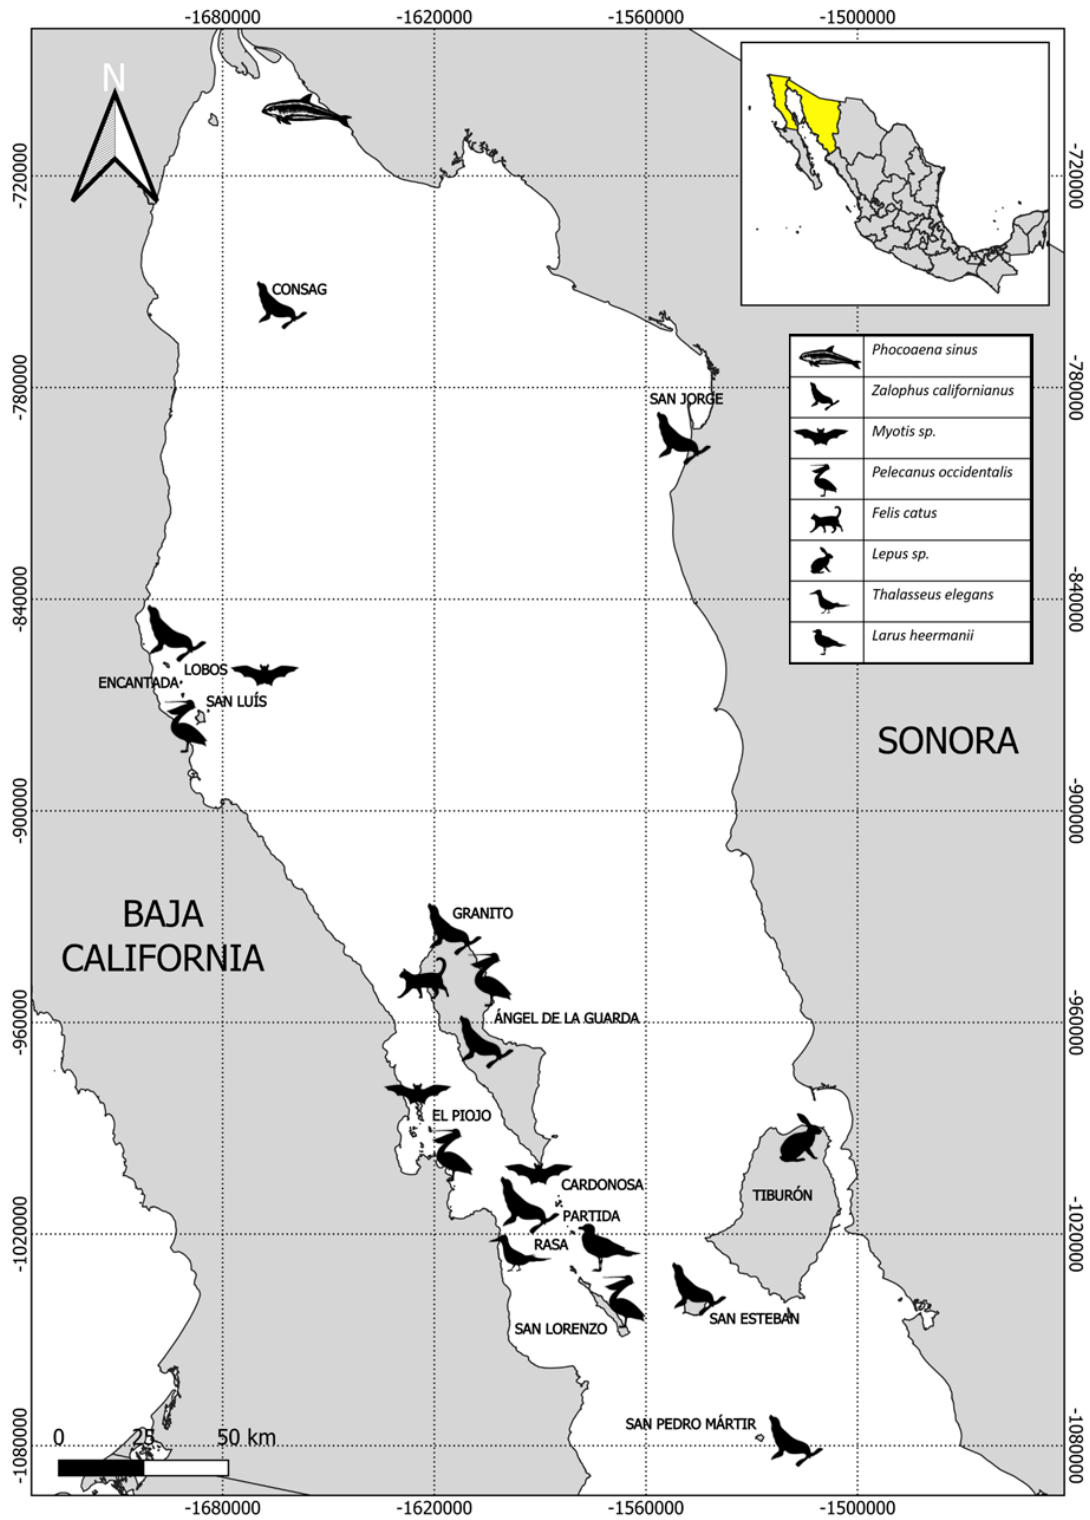 -1680000 -1620000 -1560000 -1500000
N
-720000 -720000
CONSAG
Phocoaena sinus
-780000 Zalophus californianus -780000
SAN JORGE
Myotis sp.
Pelecanus occidentalis
Felis catus
Lepus sp.
-840000 Thalasseus elegans -840000
Larus heermanii
LOBOS
ENCANTADA
SAN LUÍS
SONORA
-900000 -900000
BAJA
CALIFORNIA
GRANITO
-960000 ÁNGEL DE LA GUARDA -960000
EL PIOJO
CARDONOSA
TIBURÓN
PARTIDA
-1020000 RASA -1020000
SAN ESTEBAN
SAN LORENZO
SAN PEDRO MÁRTIR
0 25 50 km
-1080000 -1080000
-1680000 -1620000 -1560000 -1500000